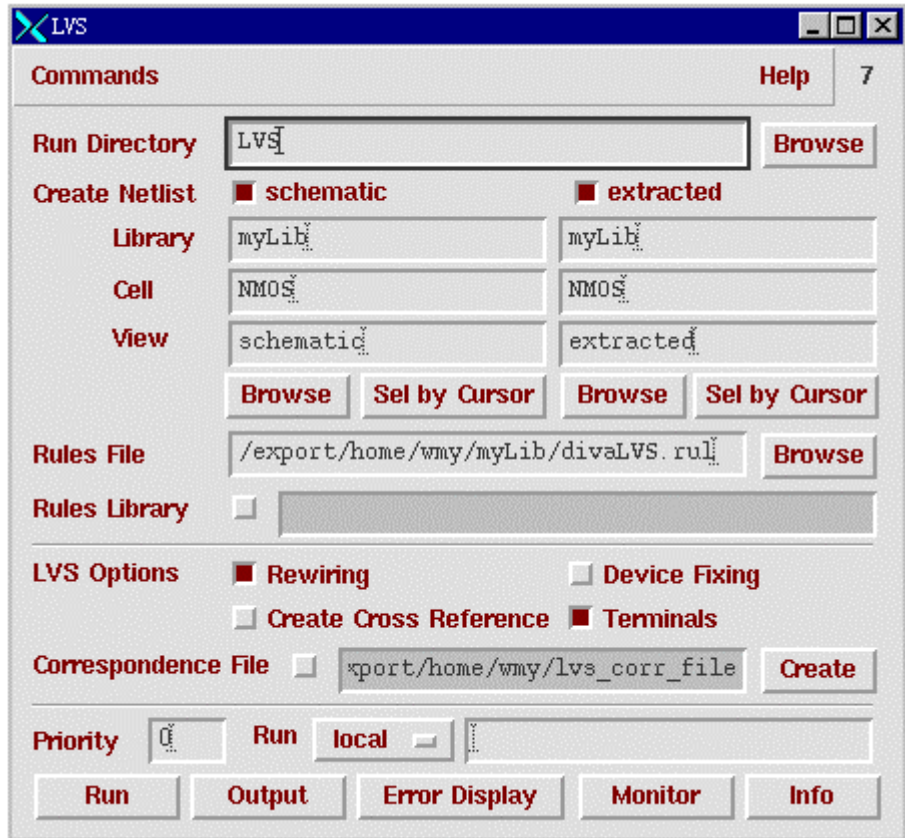 LVS
Commands Help 7
Run Directory LVS Browse
Create Netlist schematic extracted
Library myLib myLib
Cell NMOS NMOS
View schematic extracted
Browse Sel by Cursor Browse Sel by Cursor
Rules File /export/home/wmy/myLib/divaLVS.rul Browse
Rules Library
LVS Options Rewiring Device Fixing
Create Cross Reference Terminals
Correspondence File xport/home/wmy/lvs_corr_file Create
Priority 0 Run local
Run Output Error Display Monitor Info